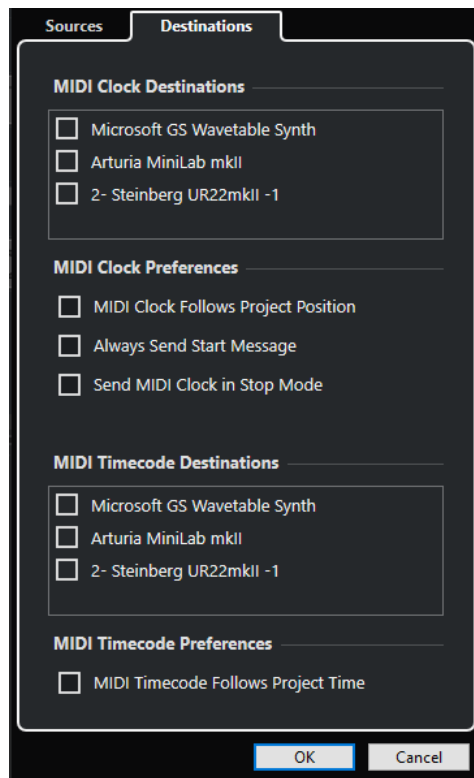 Sources
Destinations
MIDI Clock Destinations
Microsoft GS Wavetable Synth
Arturia MiniLab mkII
2- Steinberg UR22mkII -1
MIDI Clock Preferences
MIDI Clock Follows Project Position
Always Send Start Message
Send MIDI Clock in Stop Mode
MIDI Timecode Destinations
Microsoft GS Wavetable Synth
Arturia MiniLab mkII
2- Steinberg UR22mkII -1
MIDI Timecode Preferences
MIDI Timecode Follows Project Time
OK
Cancel